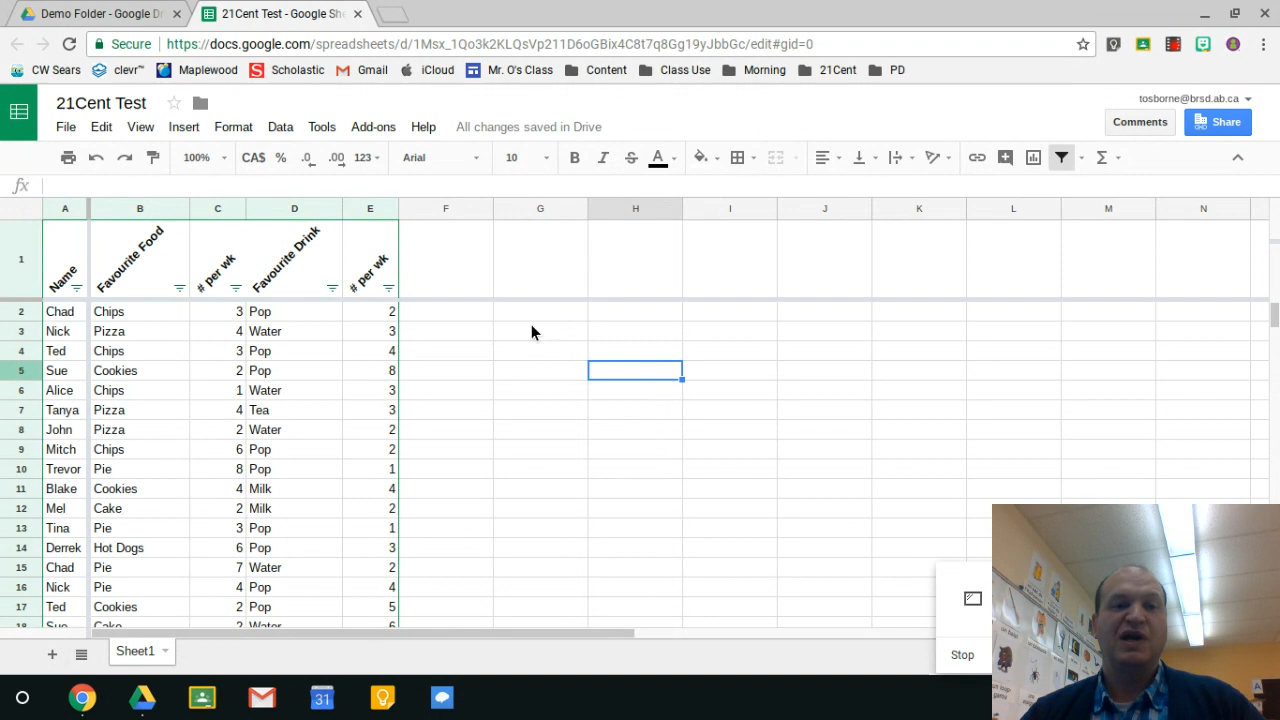 Demo Folder - Google Dr
21Cent Test - Google She
Secure https://docs.google.com/spreadsheets/d/1Msx_1Qo3k2KLQsVp211D6oGBix4C8t7q8Gg19yJbbGc/edit#gid=0
CW Sears clevr™ Maplewood Scholastic Gmail iCloud Mr. O's Class Content Class Use Morning 21Cent PD
21Cent Test
tosborne@brsd.ab.ca
File Edit View Insert Format Data Tools Add-ons Help All changes saved in Drive
Comments Share
100% CA$ % .0 .00 123 Arial 10 B I S A Σ
fx
A B C D E F G H I J K L M N
1 Name Favourite Food # per wk Favourite Drink # per wk
2 Chad Chips 3 Pop 2
3 Nick Pizza 4 Water 3
4 Ted Chips 3 Pop 4
5 Sue Cookies 2 Pop 8
6 Alice Chips 1 Water 3
7 Tanya Pizza 4 Tea 3
8 John Pizza 2 Water 2
9 Mitch Chips 6 Pop 2
10 Trevor Pie 8 Pop 1
11 Blake Cookies 4 Milk 4
12 Mel Cake 2 Milk 2
13 Tina Pie 3 Pop 1
14 Derrek Hot Dogs 6 Pop 3
15 Chad Pie 7 Water 2
16 Nick Pie 4 Pop 4
17 Ted Cookies 2 Pop 5
18 Sue Cake 2 Water 6
Stop
Sheet1
31